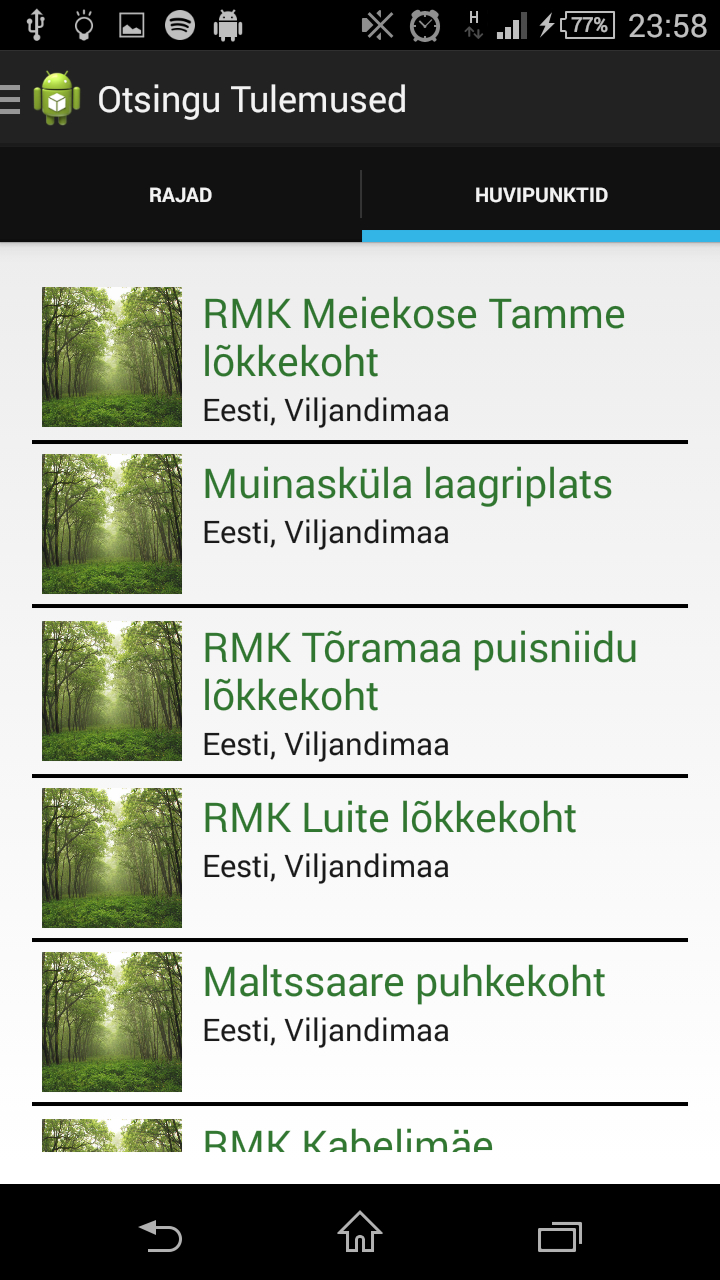 H 77% 23:58
Otsingu Tulemused
RAJAD HUVIPUNKTID
RMK Meiekose Tamme
lõkkekoht
Eesti, Viljandimaa
Muinasküla laagriplats
Eesti, Viljandimaa
RMK Tõramaa puisniidu
lõkkekoht
Eesti, Viljandimaa
RMK Luite lõkkekoht
Eesti, Viljandimaa
Maltssaare puhkekoht
Eesti, Viljandimaa
RMK Kabelimäe